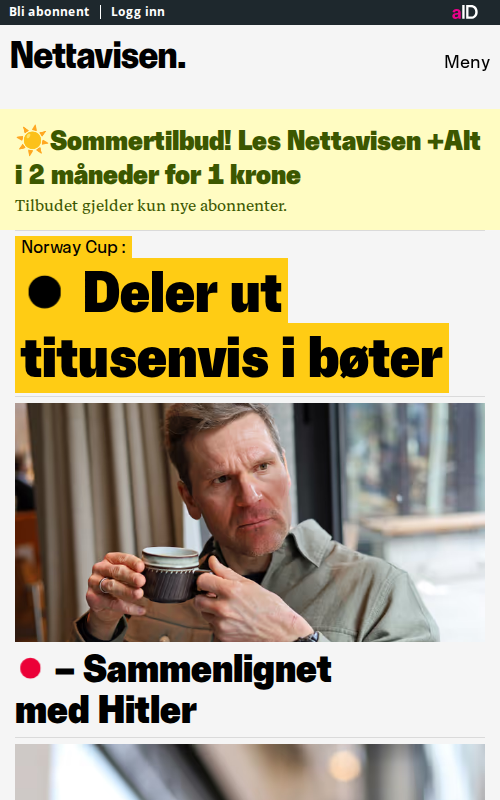 Bli abonnent | Logg inn
aID
Nettavisen.
Meny
☀️Sommertilbud! Les Nettavisen +Alt
i 2 måneder for 1 krone
Tilbudet gjelder kun nye abonnenter.
Norway Cup :
● Deler ut
titusenvis i bøter
● – Sammenlignet
med Hitler